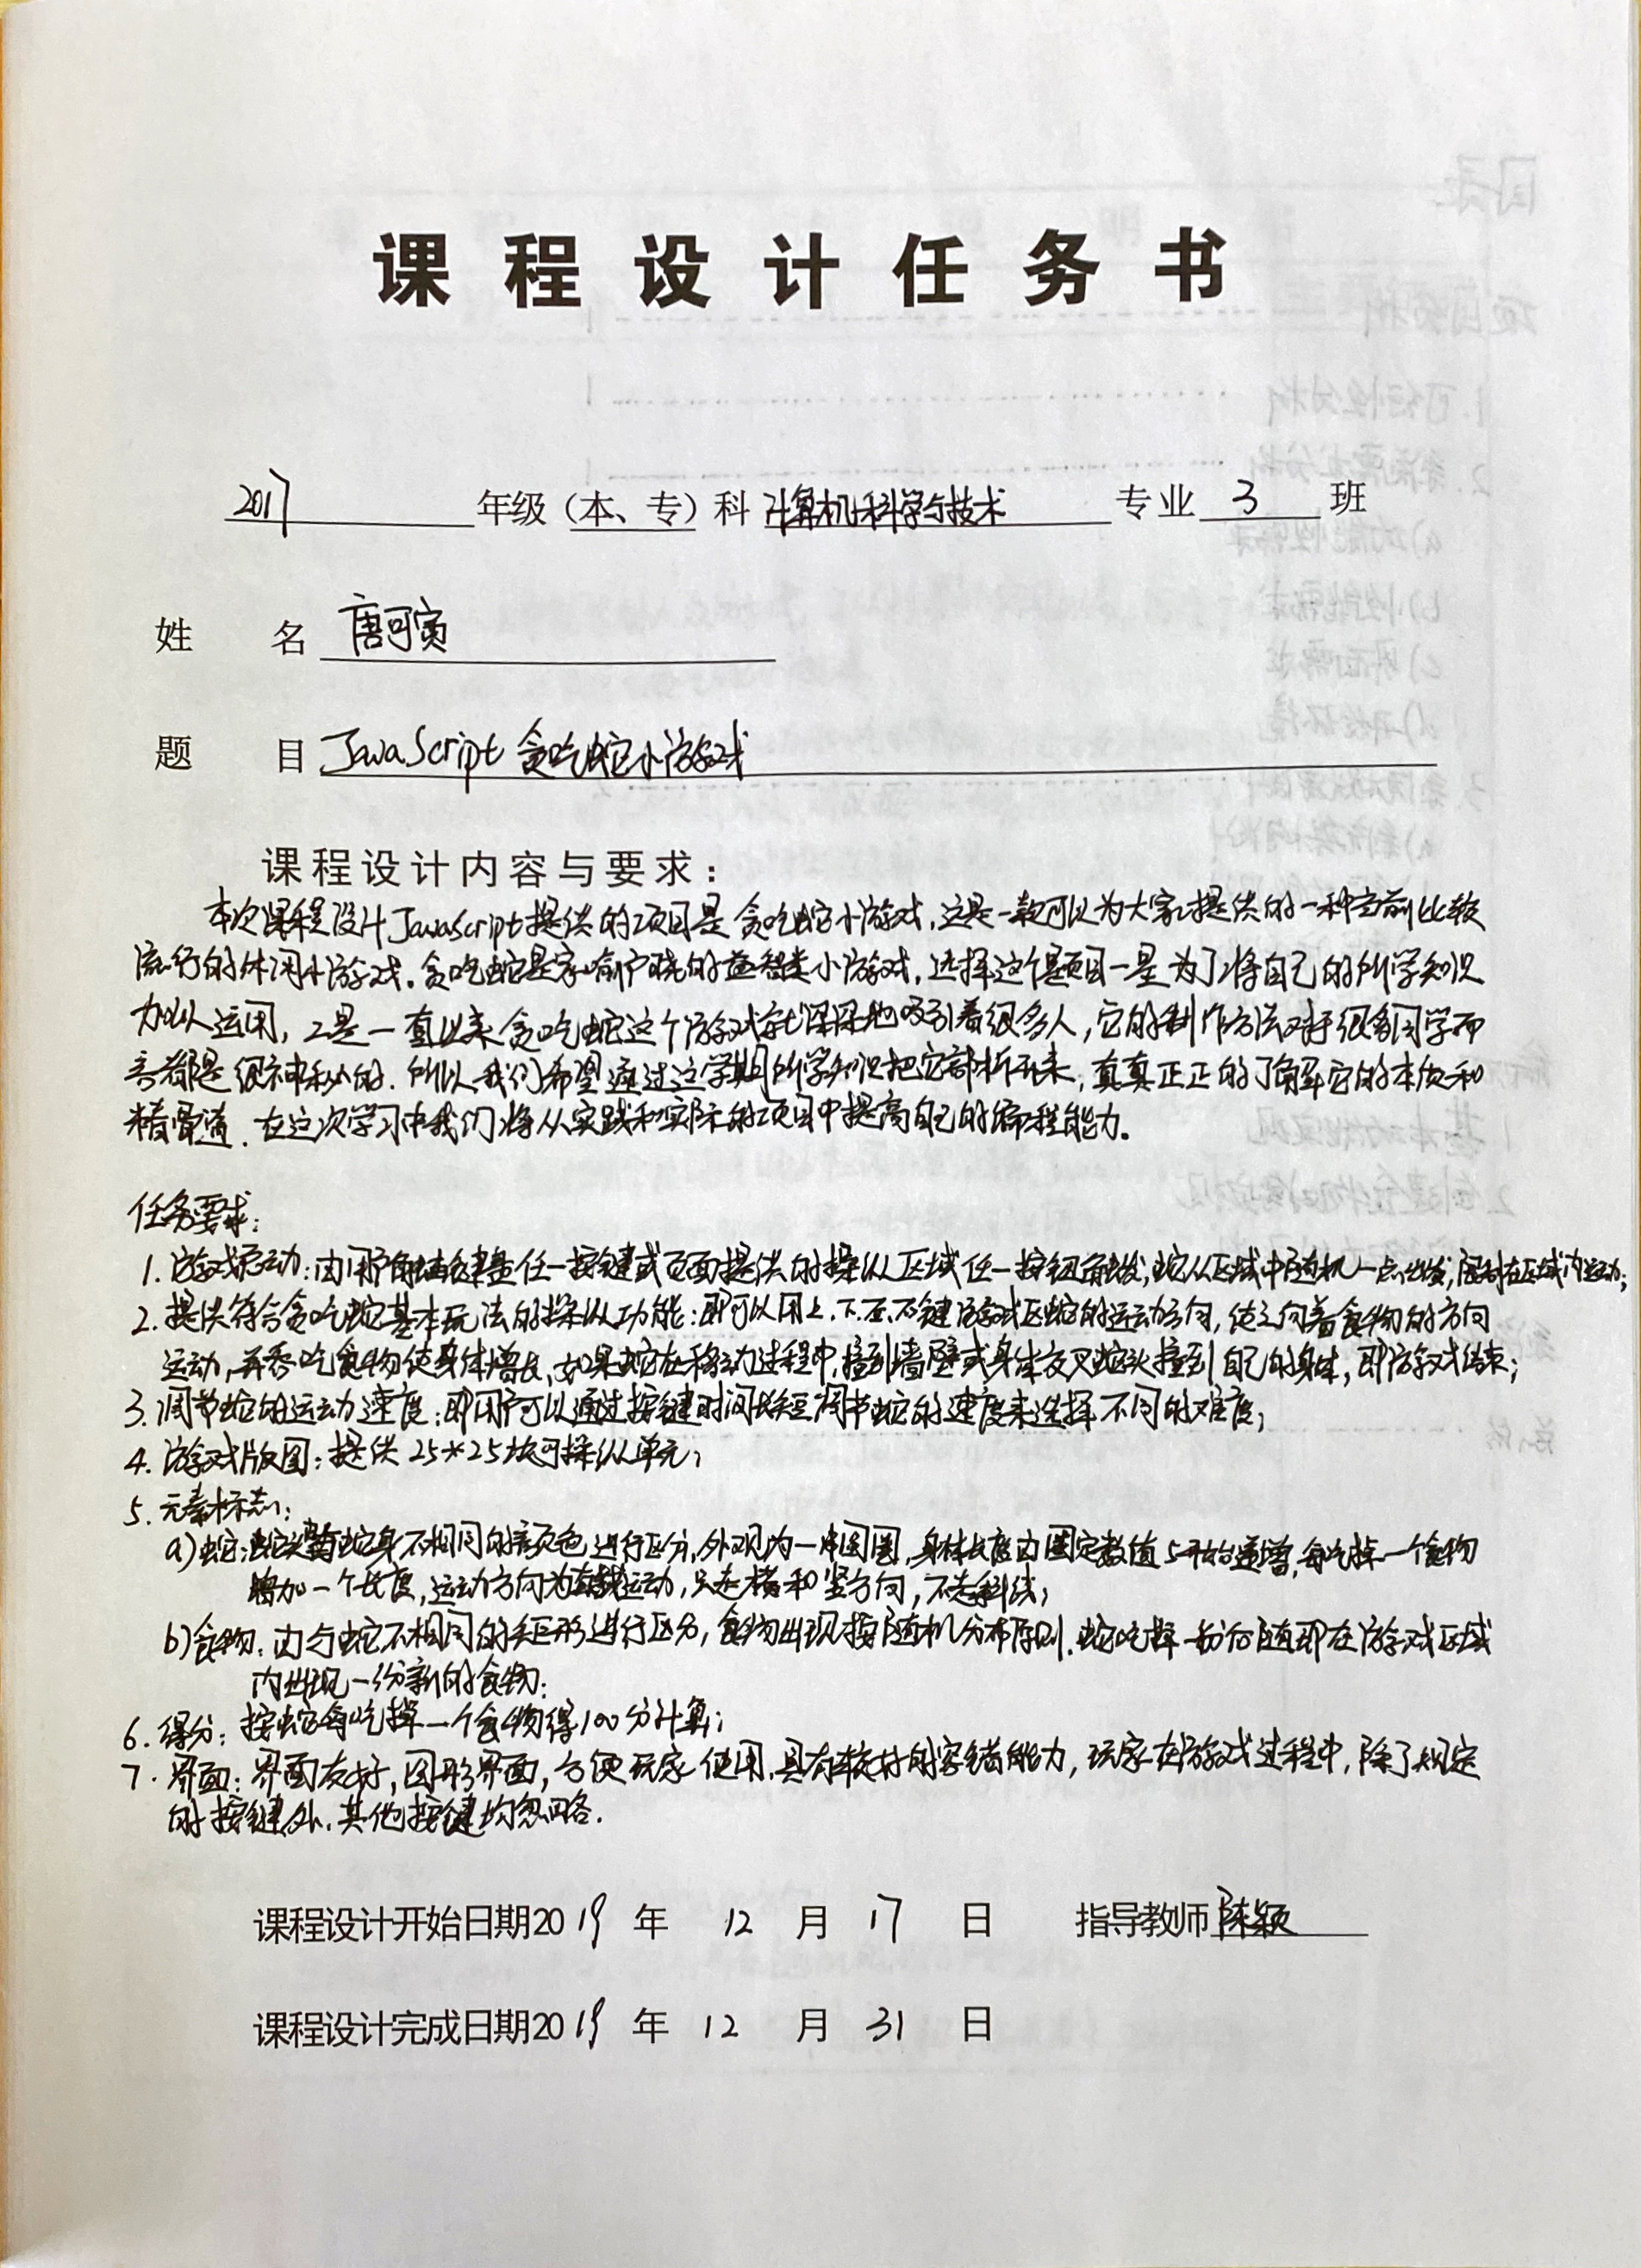 课程设计任务书
2017 年级（本、专）科 计算机科学与技术 专业 3 班
姓 名 唐可寅
题 目 JavaScript 贪吃蛇小游戏
课程设计内容与要求：
本次课程设计JavaScript提供的项目是贪吃蛇小游戏，这是一款可以为大家提供的一种当前比较
流行的休闲小游戏。贪吃蛇是家喻户晓的益智类小游戏，选择这个题目一是为了将自己的所学知识
加以运用，二是一直以来贪吃蛇这个游戏就深深地吸引着很多人，它的制作方法对于很多同学而
言都是很神秘的．所以我们希望通过这学期所学知识把它剖析开来，真真正正的了解它的本质和
精髓．在这次学习中我们将从实践和实际的项目中提高自己的编程能力。
任务要求：
1. 游戏启动：由用户触击键盘任一按键或页面提供的操纵区域任一按钮触发；蛇从区域中随机一点出发，限制在区域内运动；
2. 提供符合贪吃蛇基本玩法的操纵功能：即可以用上、下、左、右键游戏区蛇的运动方向，使之向着食物的方向
运动，并吞吃食物使身体增长，如果蛇在移动过程中，撞到墙壁或身体交叉蛇头撞到自己的身体，即游戏结束；
3. 调节蛇的运动速度：即用户可以通过按键时间长短调节蛇的速度来选择不同的难度；
4. 游戏版图：提供25*25块可操纵单元；
5. 元素标志：
a) 蛇：蛇头与蛇身不相同的颜色进行区分，外观为一串圆圈，身体长度由固定数值5开始递增，每吃掉一个食物
增加一个长度，运动方向为直线运动，只走横和竖方向，不走斜线；
b) 食物：由与蛇不相同的矩形进行区分，食物出现按随机分布原则．蛇吃掉一份后随即在游戏区域
内出现一份新的食物；
6. 得分：按蛇每吃掉一个食物得100分计算；
7. 界面：界面友好，图形界面，方便玩家使用．具有较好的容错能力，玩家在游戏过程中，除了规定
的按键外．其他按键均忽略．
课程设计开始日期2019 年 12 月 17 日 指导教师 陈颖
课程设计完成日期2019 年 12 月 31 日